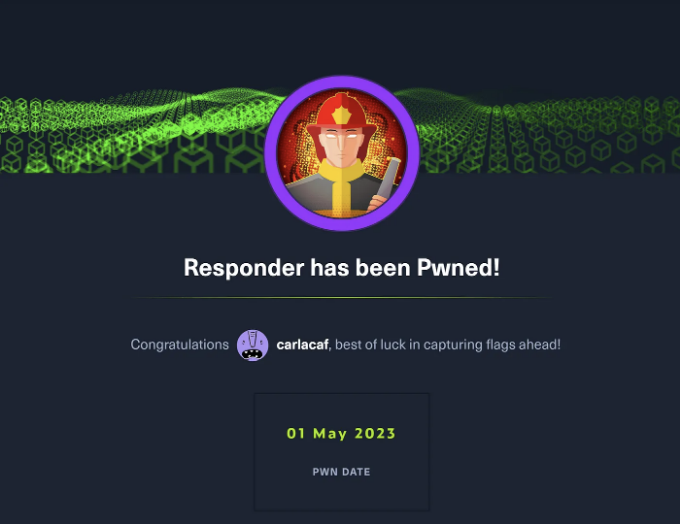 Responder has been Pwned!
Congratulations carlacaf, best of luck in capturing flags ahead!
01 May 2023
PWN DATE